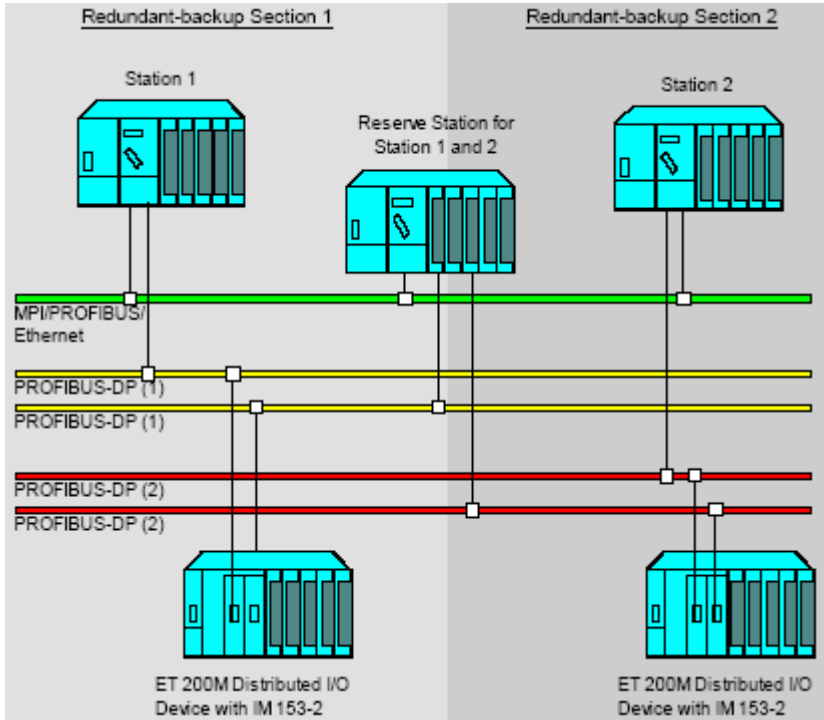 Redundant-backup Section 1
Redundant-backup Section 2
Station 1
Station 2
Reserve Station for
Station 1 and 2
MPI/PROFIBUS/
Ethernet
PROFIBUS-DP (1)
PROFIBUS-DP (1)
PROFIBUS-DP (2)
PROFIBUS-DP (2)
ET 200M Distributed I/O
Device with IM 153-2
ET 200M Distributed I/O
Device with IM 153-2